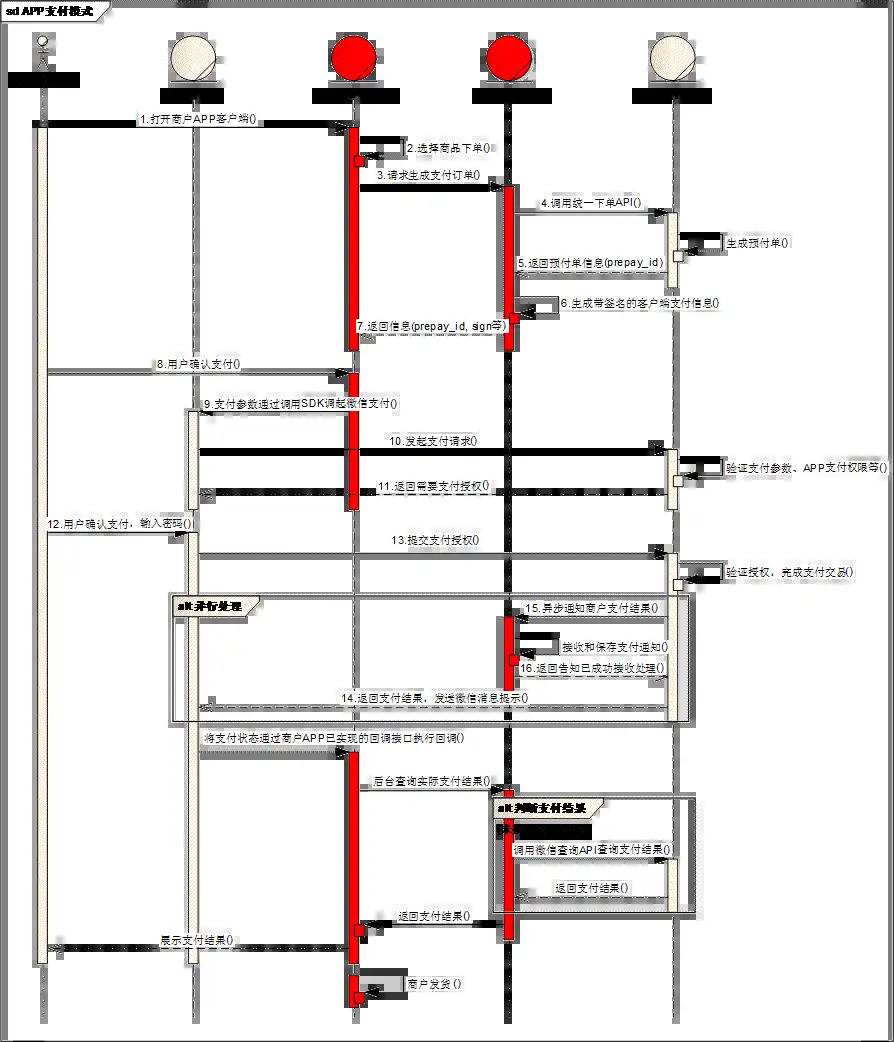 sd APP支付模式
1.打开商户APP客户端()
2.选择商品下单()
3.请求生成支付订单()
4.调用统一下单API()
生成预付单()
5.返回预付单信息(prepay_id)
6.生成带签名的客户端支付信息()
7.返回信息(prepay_id, sign等)
8.用户确认支付()
9.支付参数通过调用SDK调起微信支付()
10.发起支付请求()
验证支付参数、APP支付权限等()
11.返回需要支付授权()
12.用户确认支付，输入密码()
13.提交支付授权()
验证授权，完成支付交易()
alt 并行处理
15.异步通知商户支付结果()
接收和保存支付通知()
16.返回告知已成功接收处理()
14.返回支付结果，发送微信消息提示()
将支付状态通过商户APP已实现的回调接口执行回调()
后台查询实际支付结果()
alt 判断支付结果
调用微信查询API查询支付结果()
返回支付结果()
返回支付结果()
展示支付结果()
商户发货()